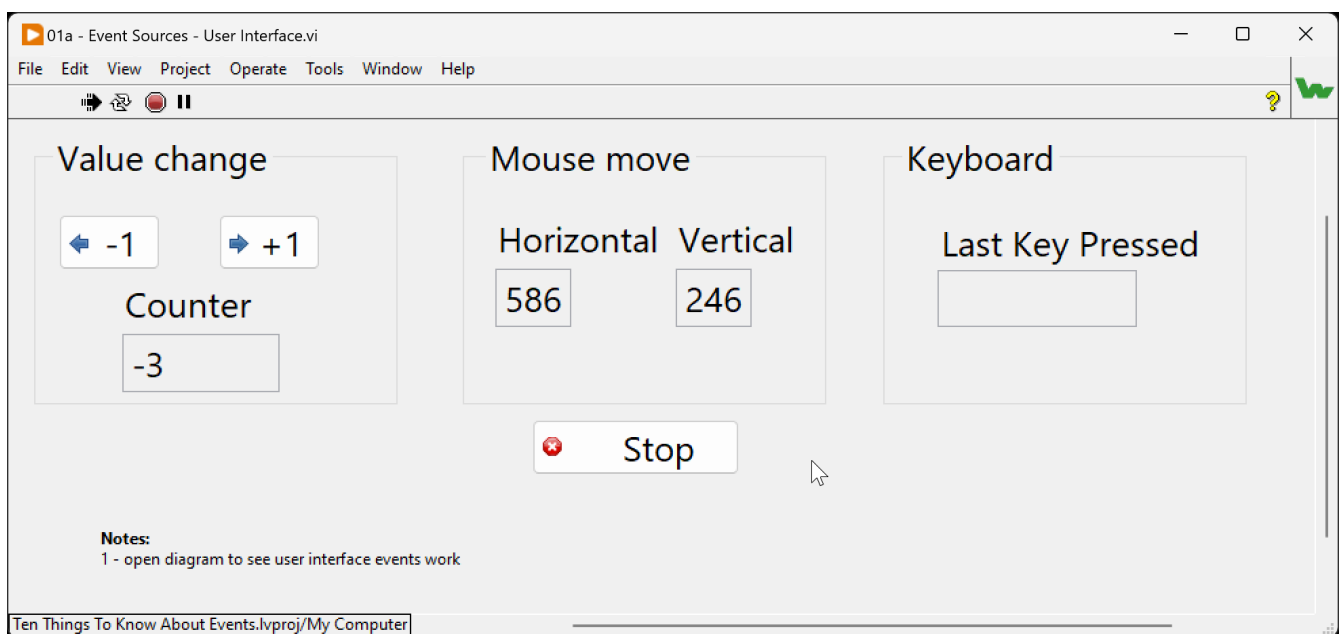 01a - Event Sources - User Interface.vi
File Edit View Project Operate Tools Window Help
Value change
-1
+1
Counter
-3
Mouse move
Horizontal Vertical
586 246
Keyboard
Last Key Pressed
Stop
Notes:
1 - open diagram to see user interface events work
Ten Things To Know About Events.lvproj/My Computer